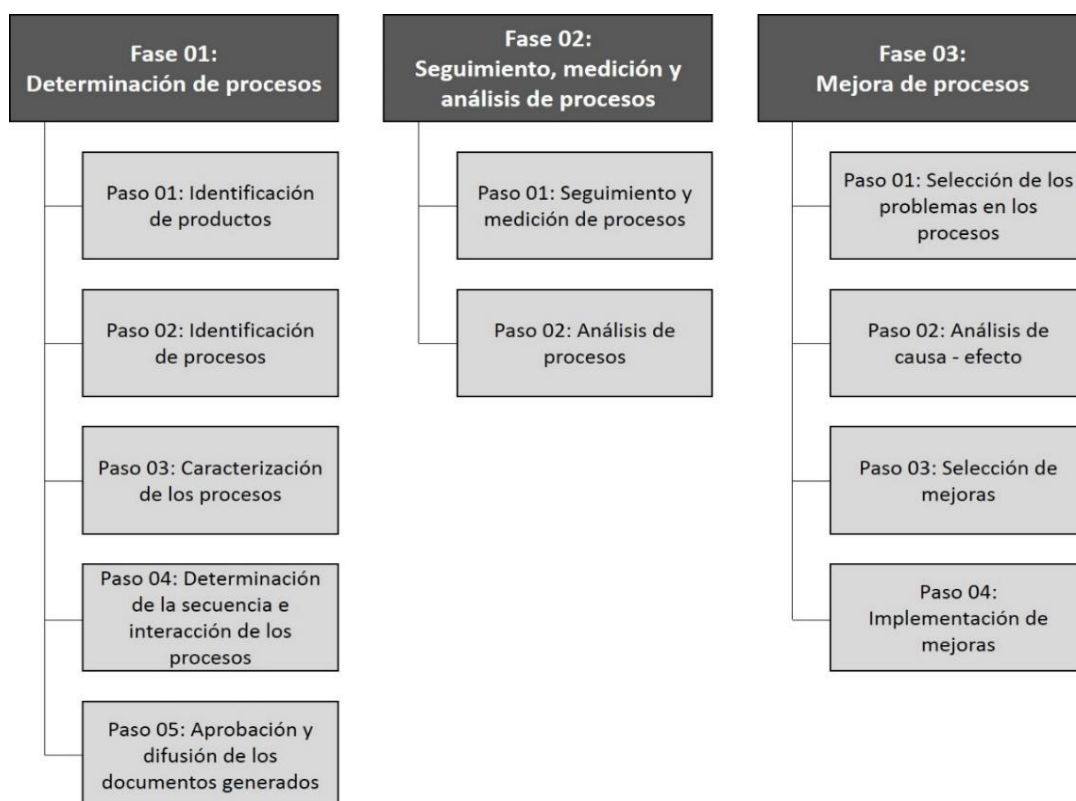 Fase 01:
Determinación de procesos
Paso 01: Identificación
de productos
Paso 02: Identificación
de procesos
Paso 03: Caracterización
de los procesos
Paso 04: Determinación
de la secuencia e
interacción de los
procesos
Paso 05: Aprobación y
difusión de los
documentos generados
Fase 02:
Seguimiento, medición y
análisis de procesos
Paso 01: Seguimiento y
medición de procesos
Paso 02: Análisis de
procesos
Fase 03:
Mejora de procesos
Paso 01: Selección de los
problemas en los
procesos
Paso 02: Análisis de
causa - efecto
Paso 03: Selección de
mejoras
Paso 04:
Implementación de
mejoras